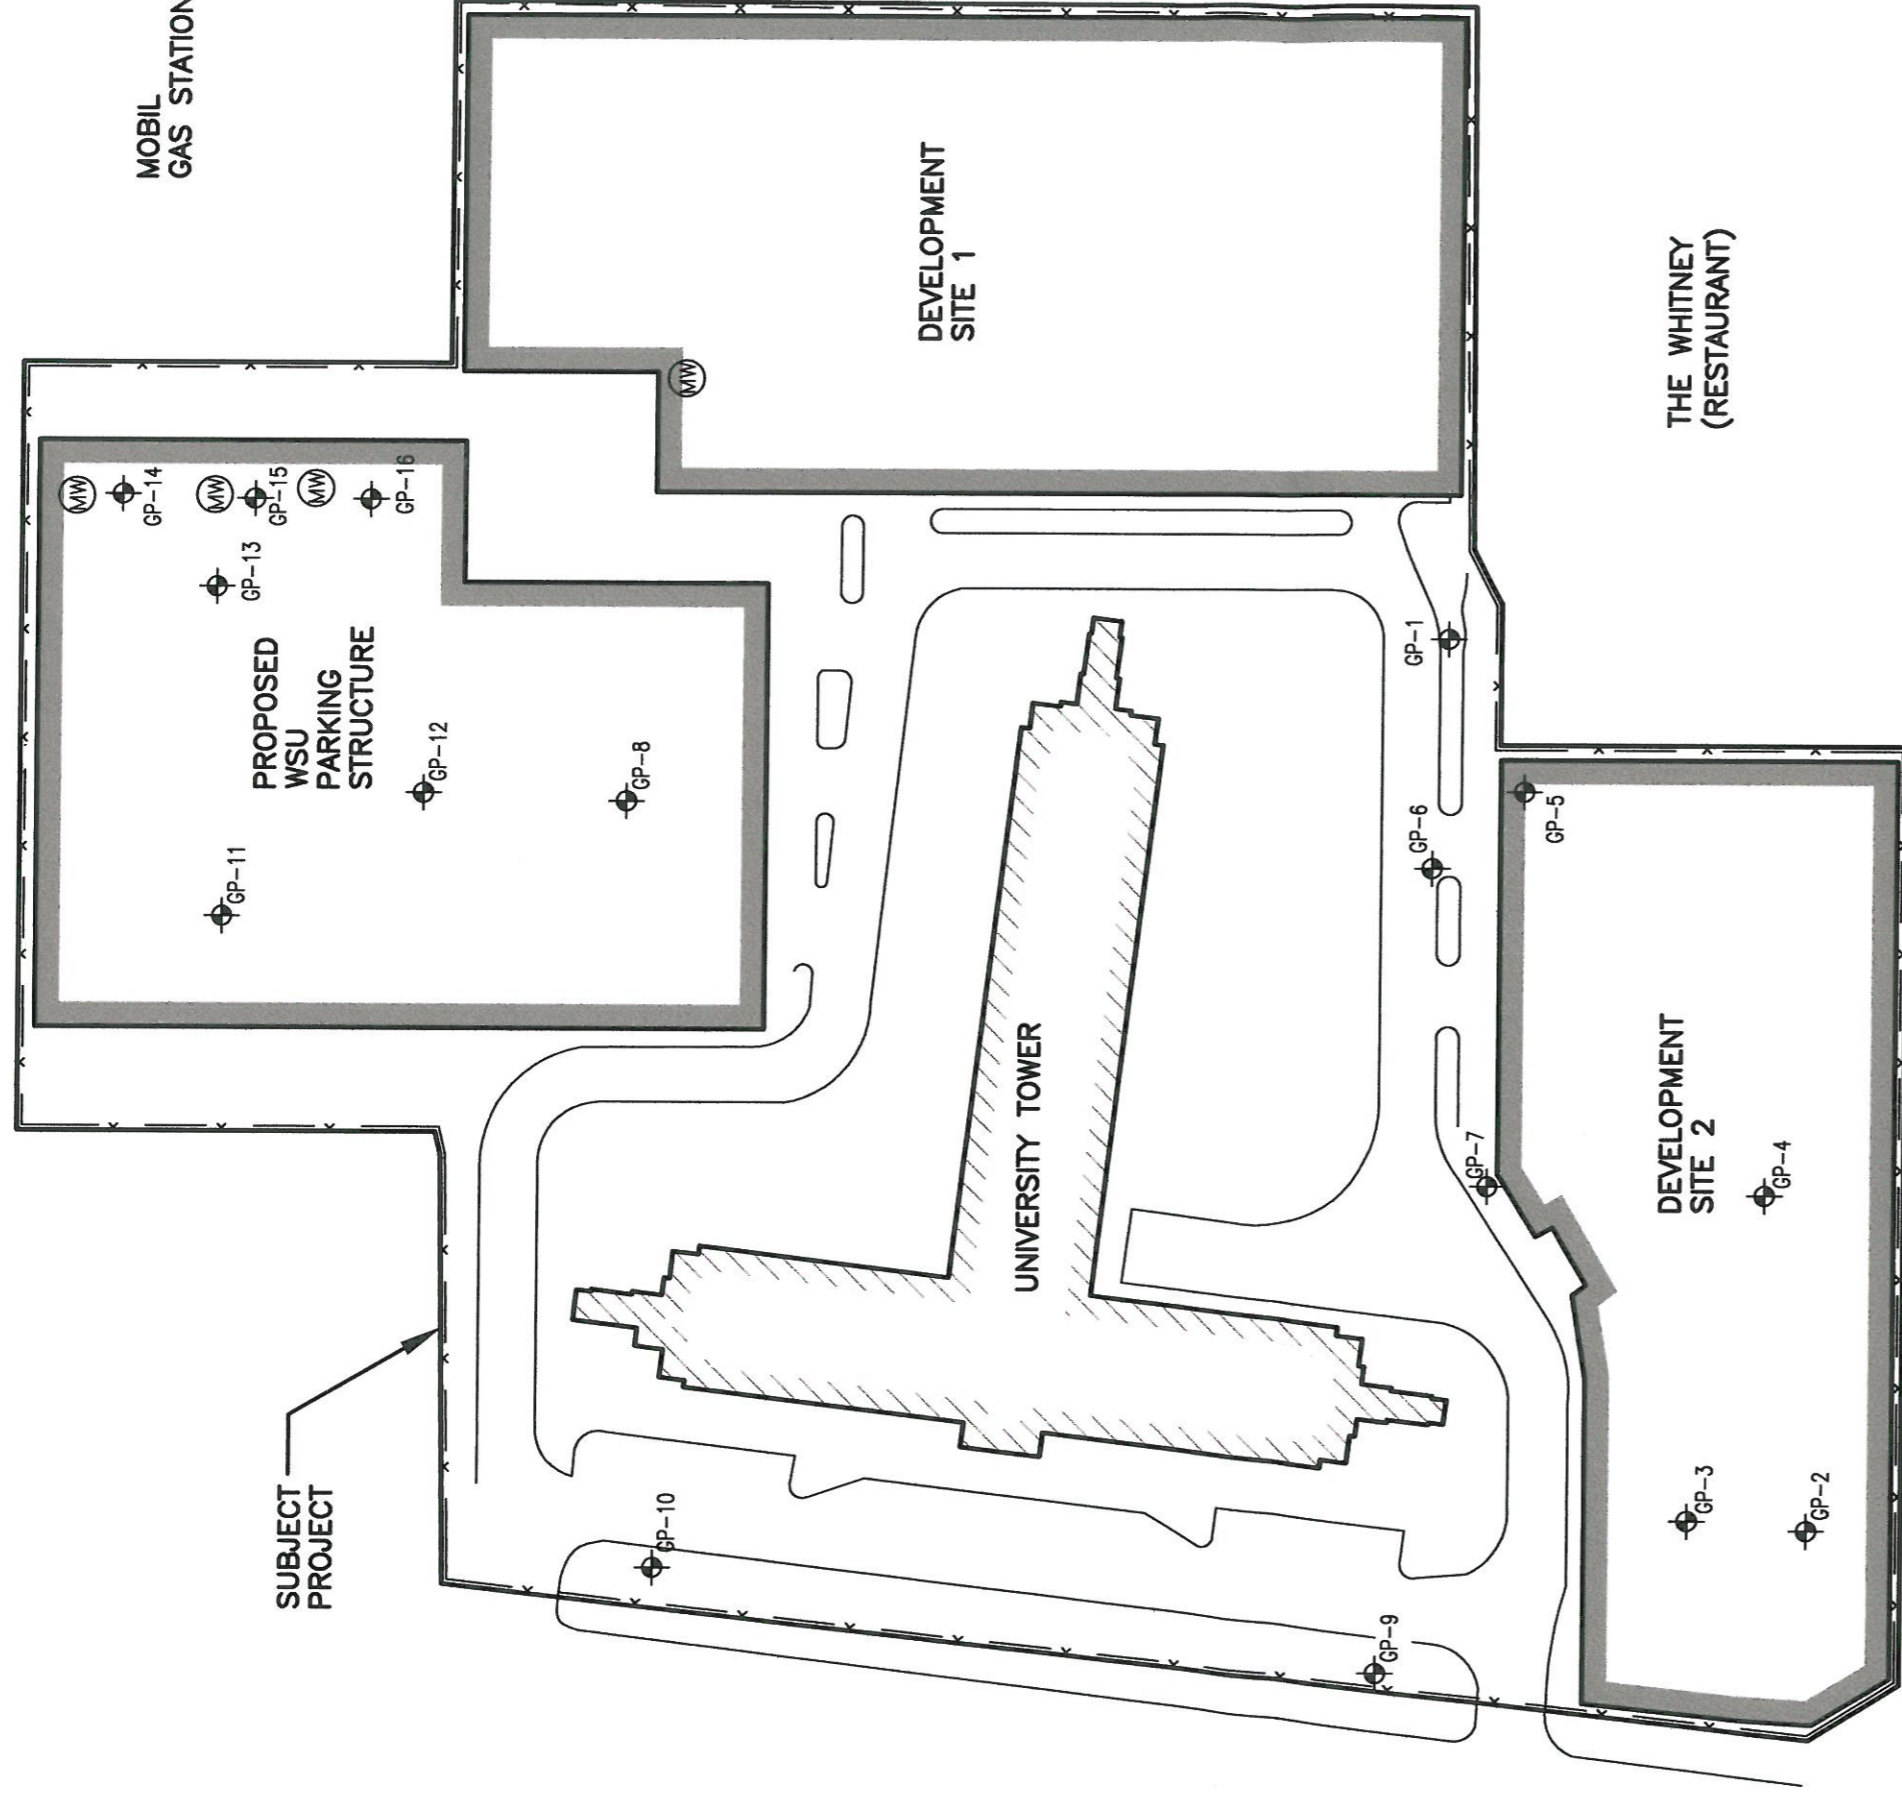 MOBIL
GAS STATION
SUBJECT
PROJECT
PROPOSED
WSU
PARKING
STRUCTURE
MW
MW
MW
GP-14
GP-15
GP-16
GP-13
GP-12
GP-11
GP-8
MW
DEVELOPMENT
SITE 1
UNIVERSITY TOWER
GP-10
GP-9
GP-1
GP-6
GP-7
GP-5
DEVELOPMENT
SITE 2
GP-4
GP-3
GP-2
THE WHITNEY
(RESTAURANT)